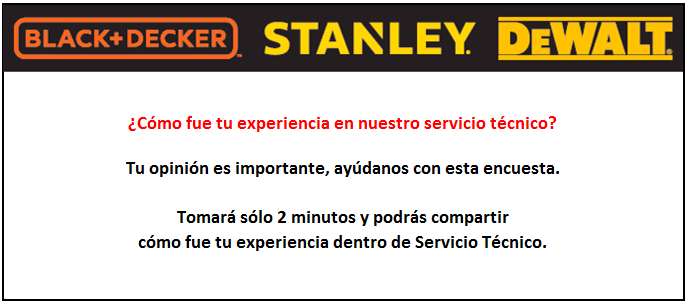 BLACK+DECKER™ STANLEY® DEWALT®
¿Cómo fue tu experiencia en nuestro servicio técnico?
Tu opinión es importante, ayúdanos con esta encuesta.
Tomará sólo 2 minutos y podrás compartir
cómo fue tu experiencia dentro de Servicio Técnico.